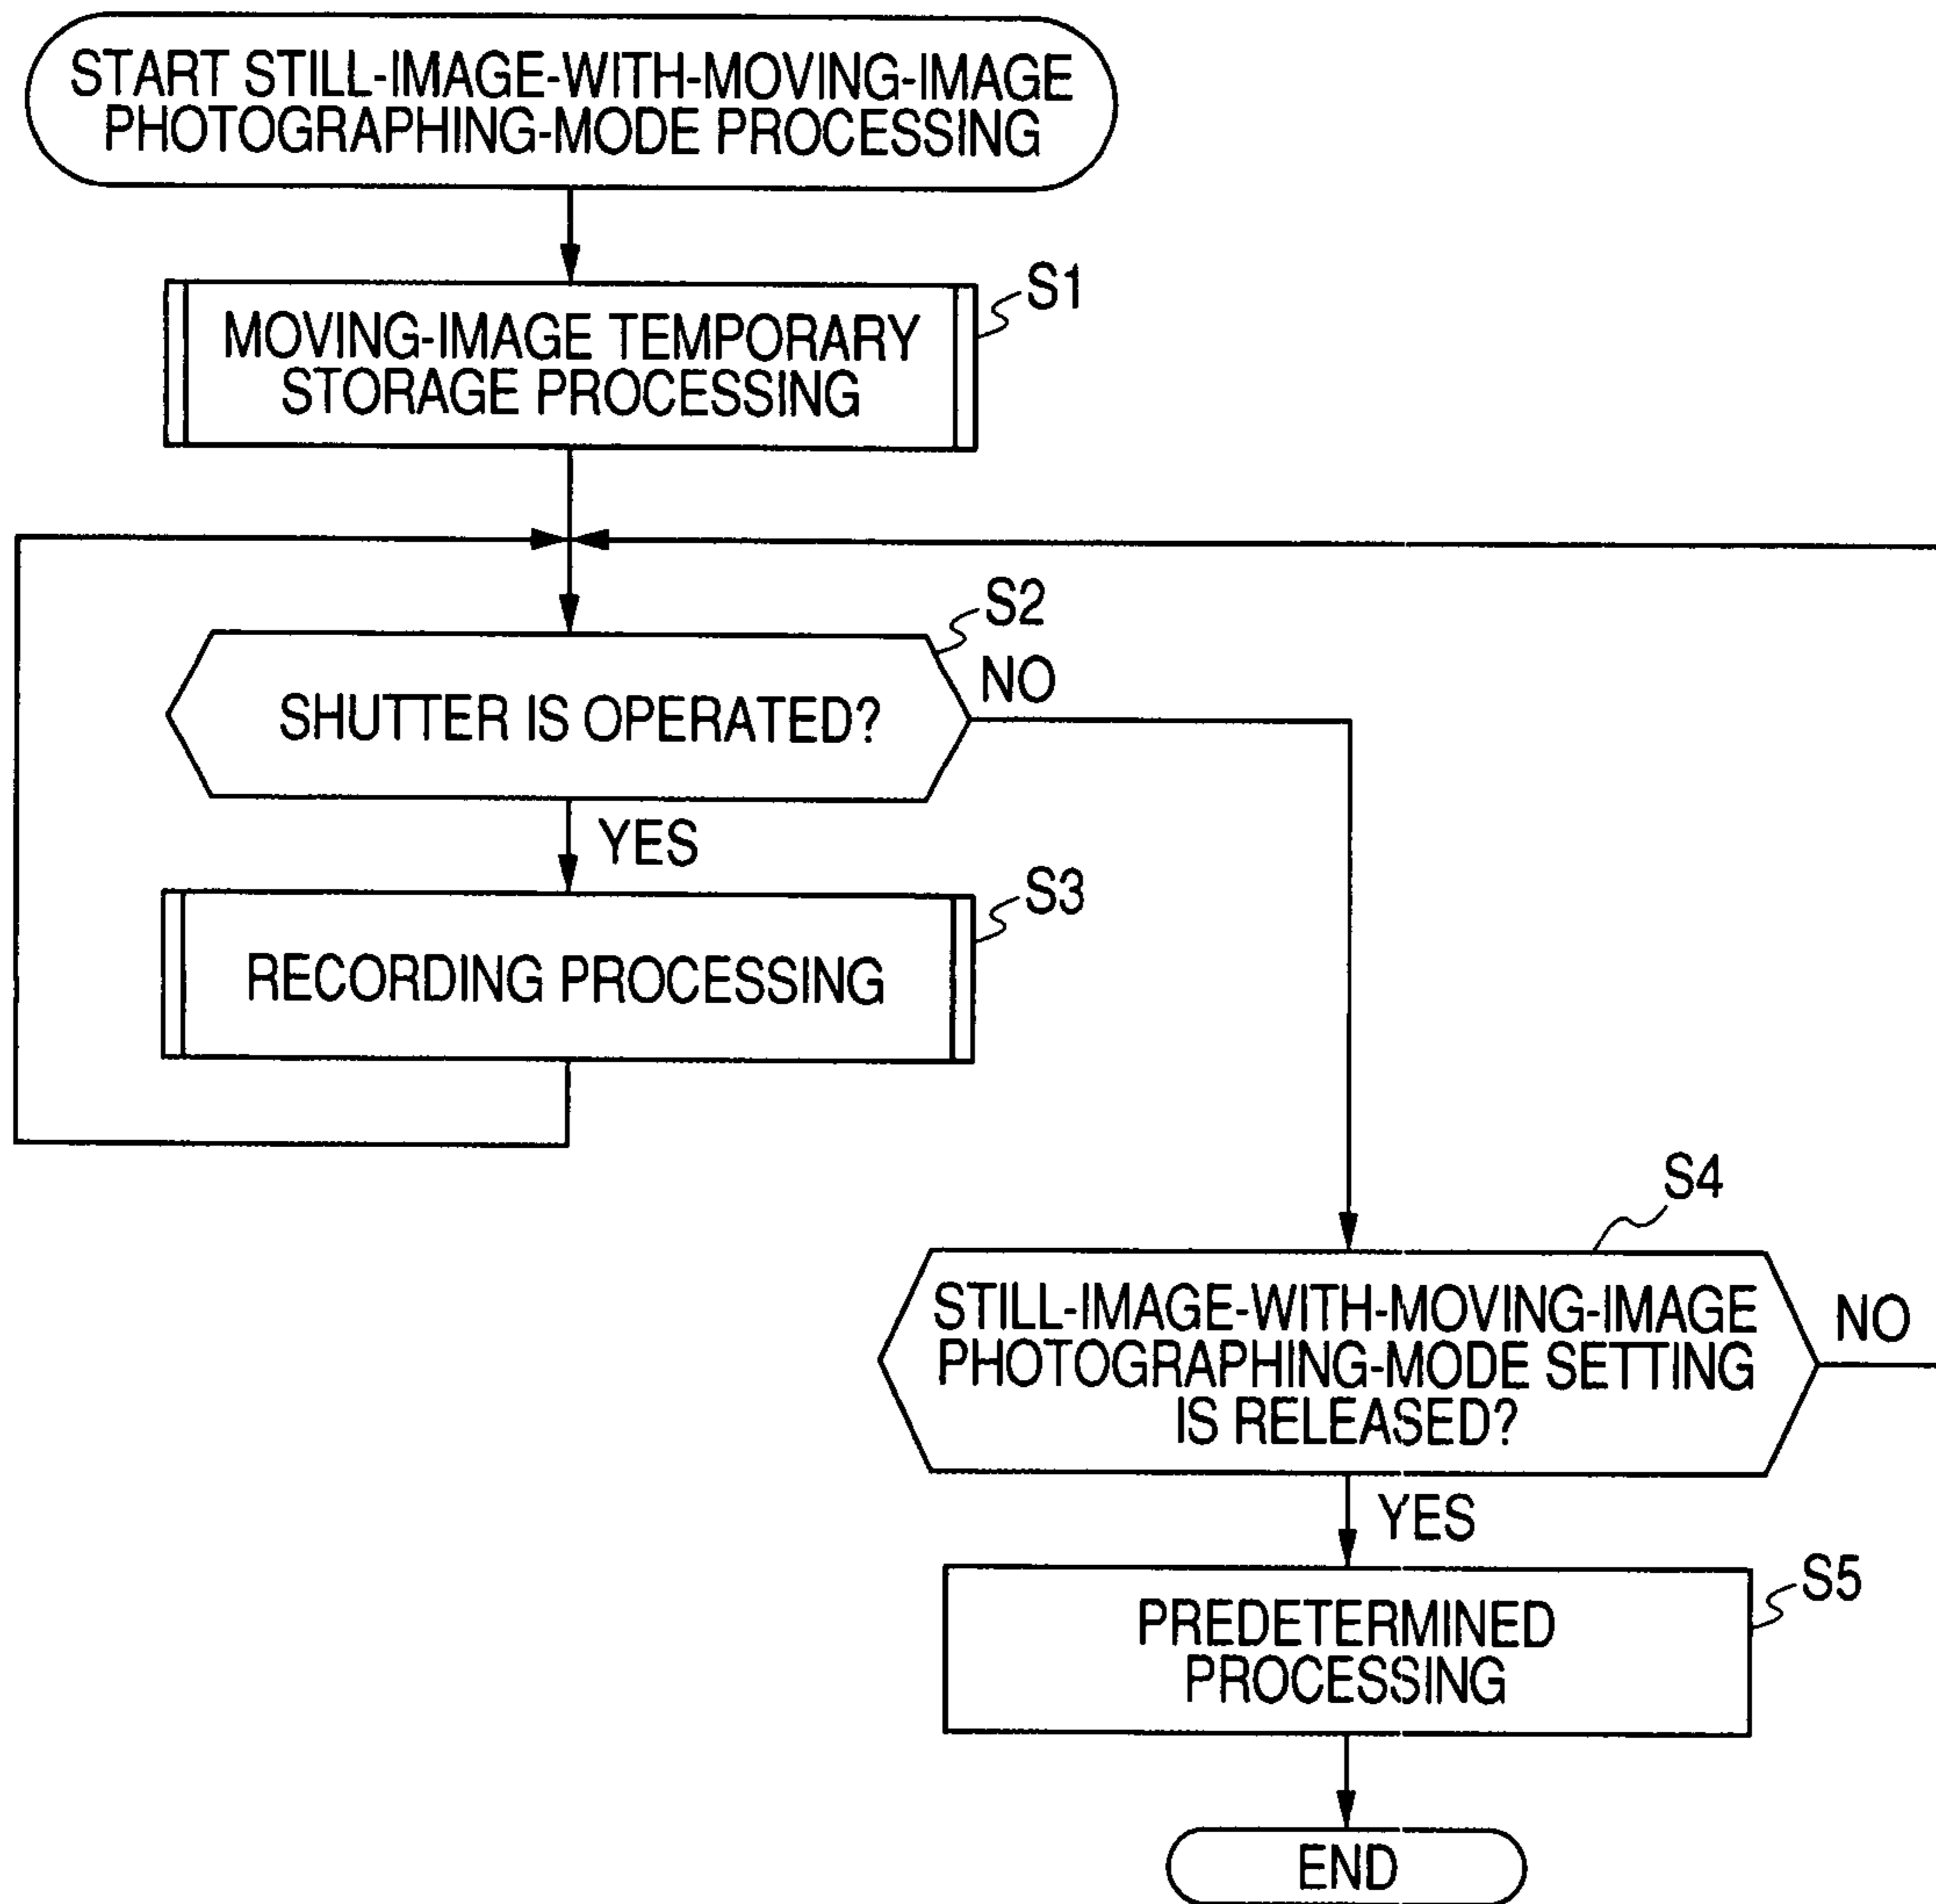 START STILL-IMAGE-WITH-MOVING-IMAGE
PHOTOGRAPHING-MODE PROCESSING
S1
MOVING-IMAGE TEMPORARY
STORAGE PROCESSING
S2
NO
SHUTTER IS OPERATED?
YES
S3
RECORDING PROCESSING
S4
STILL-IMAGE-WITH-MOVING-IMAGE
PHOTOGRAPHING-MODE SETTING
IS RELEASED?
NO
YES
S5
PREDETERMINED
PROCESSING
END